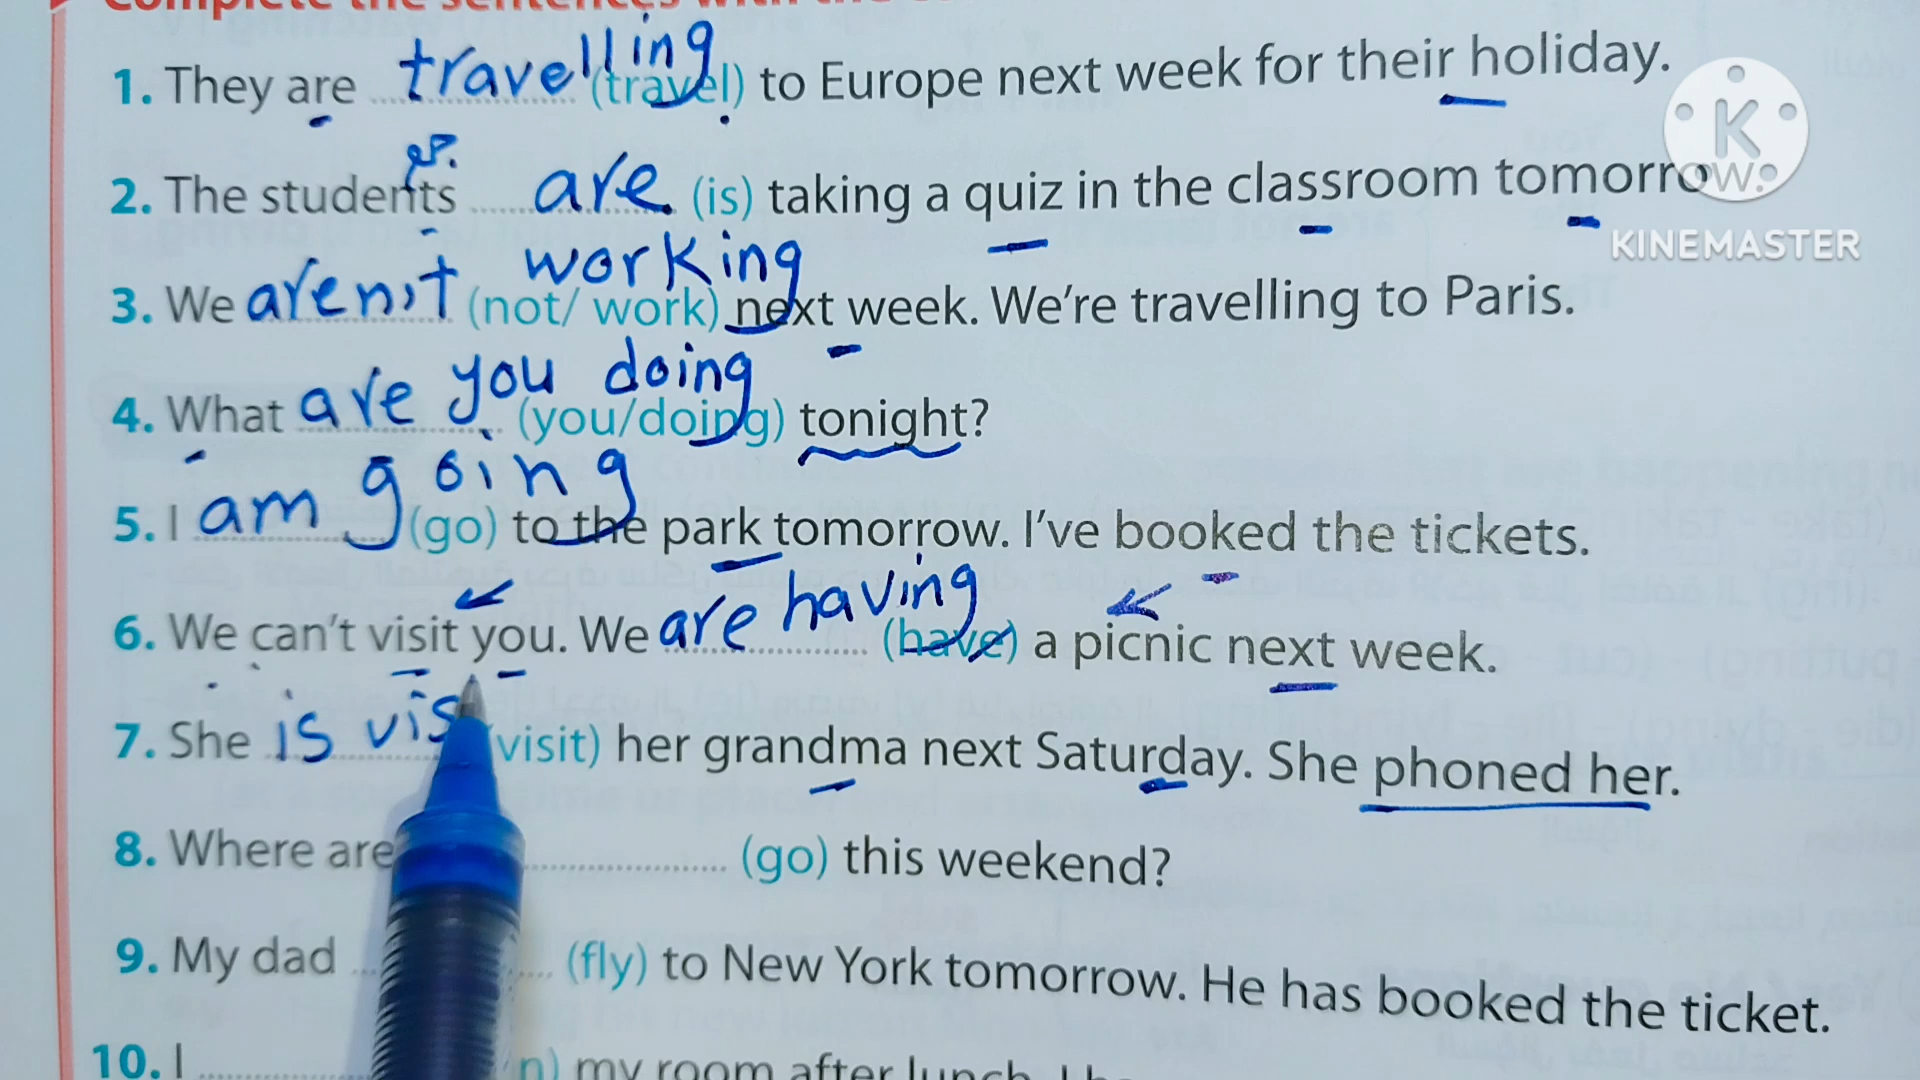 Complete the sentences with the
1. They are travelling (travel) to Europe next week for their holiday.
2. The students are (is) taking a quiz in the classroom tomorrow.
3. We aren't working (not/ work) next week. We're travelling to Paris.
4. What are you doing (you/doing) tonight?
5. I am going (go) to the park tomorrow. I've booked the tickets.
6. We can't visit you. We are having (have) a picnic next week.
7. She is vis (visit) her grandma next Saturday. She phoned her.
8. Where are (go) this weekend?
9. My dad (fly) to New York tomorrow. He has booked the ticket.
10. I n) my room after lunch. I
K
KINEMASTER